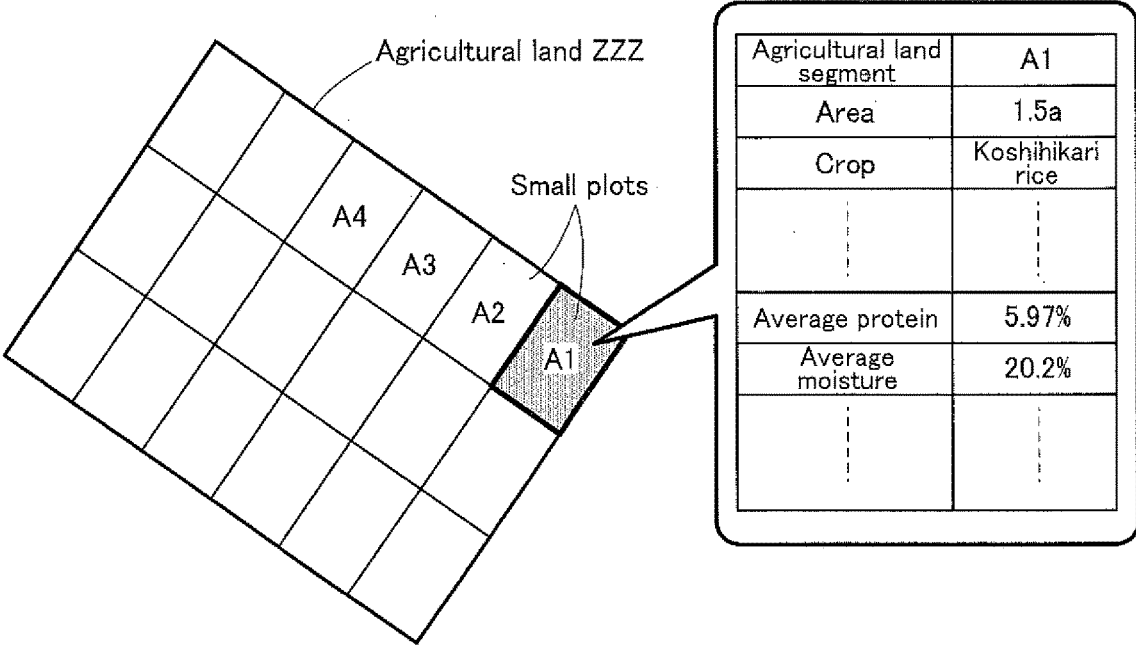 Agricultural land ZZZ
Small plots
A4
A3
A2
A1
Agricultural land
segment
A1
Area
1.5a
Crop
Koshihikari
rice
Average protein
5.97%
Average
moisture
20.2%